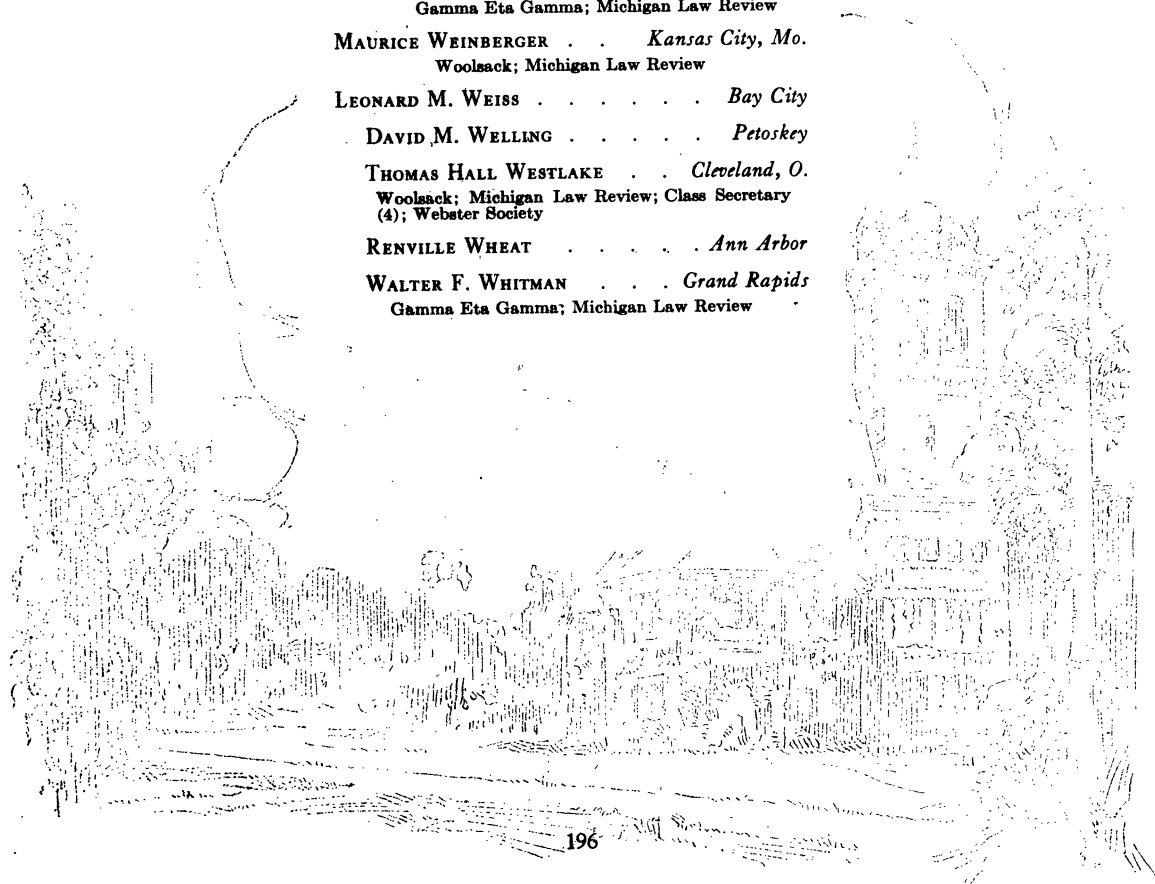 Gamma Eta Gamma; Michigan Law Review
MAURICE WEINBERGER . . Kansas City, Mo.
Woolsack; Michigan Law Review
LEONARD M. WEISS . . . . . . Bay City
DAVID M. WELLING . . . . . Petoskey
THOMAS HALL WESTLAKE . . Cleveland, O.
Woolsack; Michigan Law Review; Class Secretary
(4); Webster Society
RENVILLE WHEAT . . . . . Ann Arbor
WALTER F. WHITMAN . . . Grand Rapids
Gamma Eta Gamma; Michigan Law Review
196